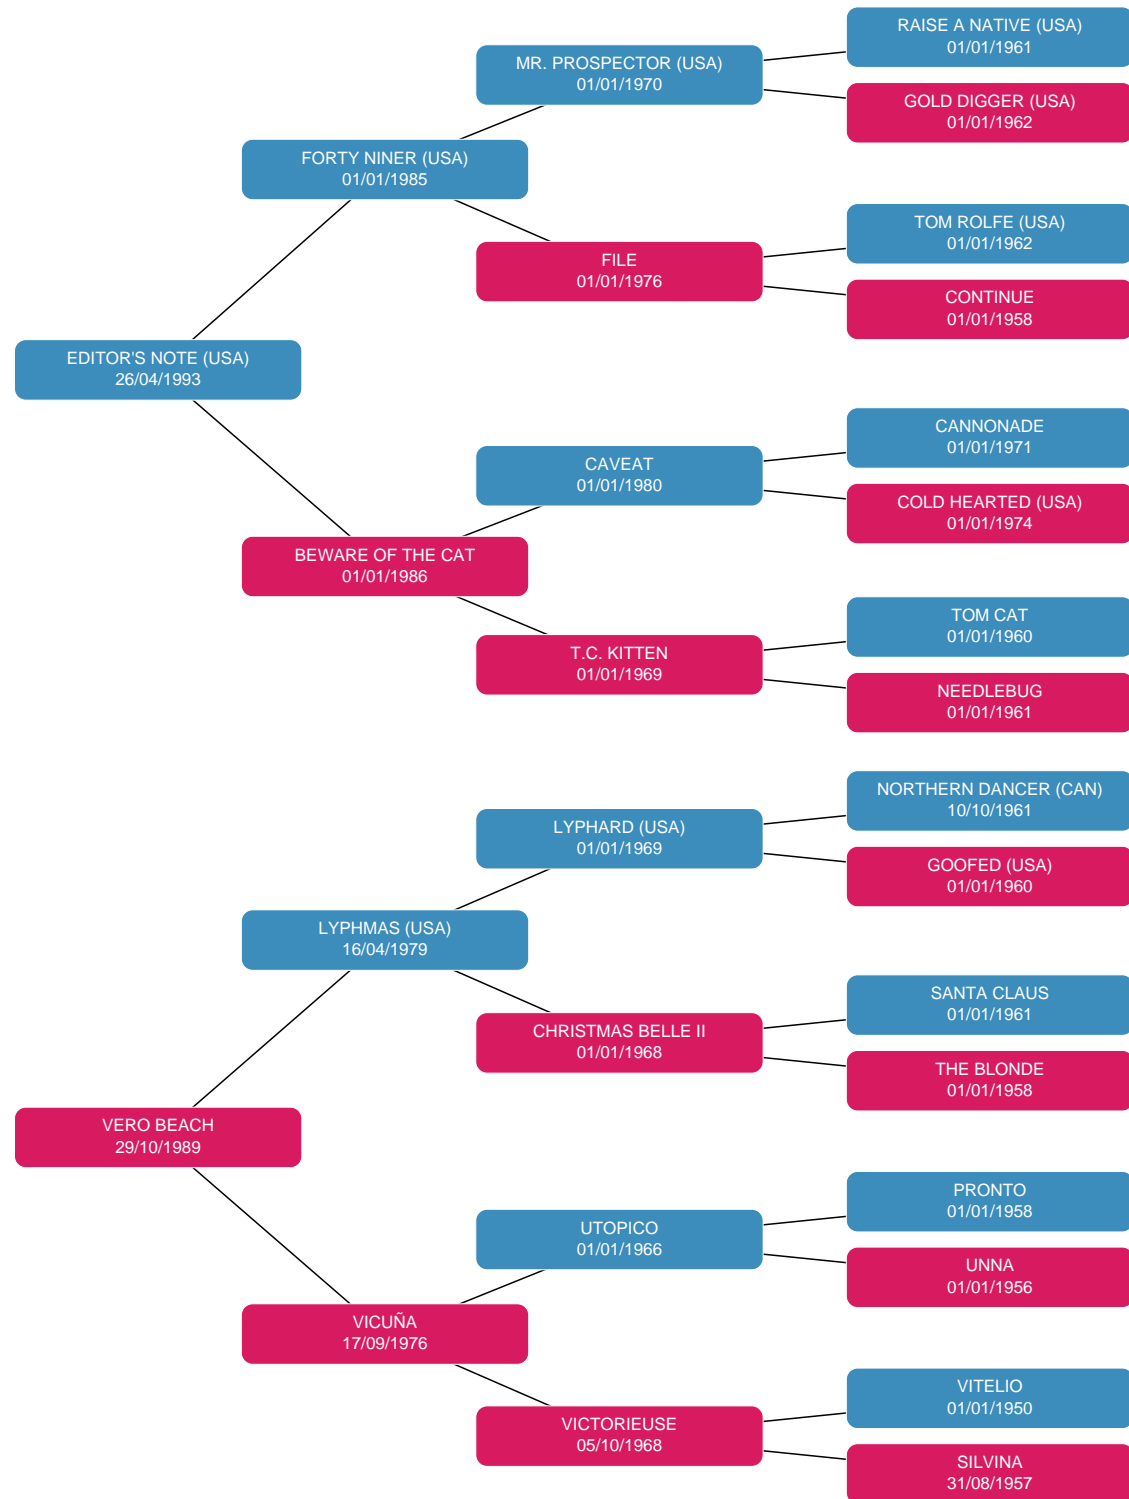 RAISE A NATIVE (USA)
01/01/1961
MR. PROSPECTOR (USA)
01/01/1970
GOLD DIGGER (USA)
01/01/1962
FORTY NINER (USA)
01/01/1985
TOM ROLFE (USA)
01/01/1962
FILE
01/01/1976
CONTINUE
01/01/1958
EDITOR'S NOTE (USA)
26/04/1993
CANNONADE
01/01/1971
CAVEAT
01/01/1980
COLD HEARTED (USA)
01/01/1974
BEWARE OF THE CAT
01/01/1986
TOM CAT
01/01/1960
T.C. KITTEN
01/01/1969
NEEDLEBUG
01/01/1961
NORTHERN DANCER (CAN)
10/10/1961
LYPHARD (USA)
01/01/1969
GOOFED (USA)
01/01/1960
LYPHMAS (USA)
16/04/1979
SANTA CLAUS
01/01/1961
CHRISTMAS BELLE II
01/01/1968
THE BLONDE
01/01/1958
VERO BEACH
29/10/1989
PRONTO
01/01/1958
UTOPICO
01/01/1966
UNNA
01/01/1956
VICUÑA
17/09/1976
VITELIO
01/01/1950
VICTORIEUSE
05/10/1968
SILVINA
31/08/1957